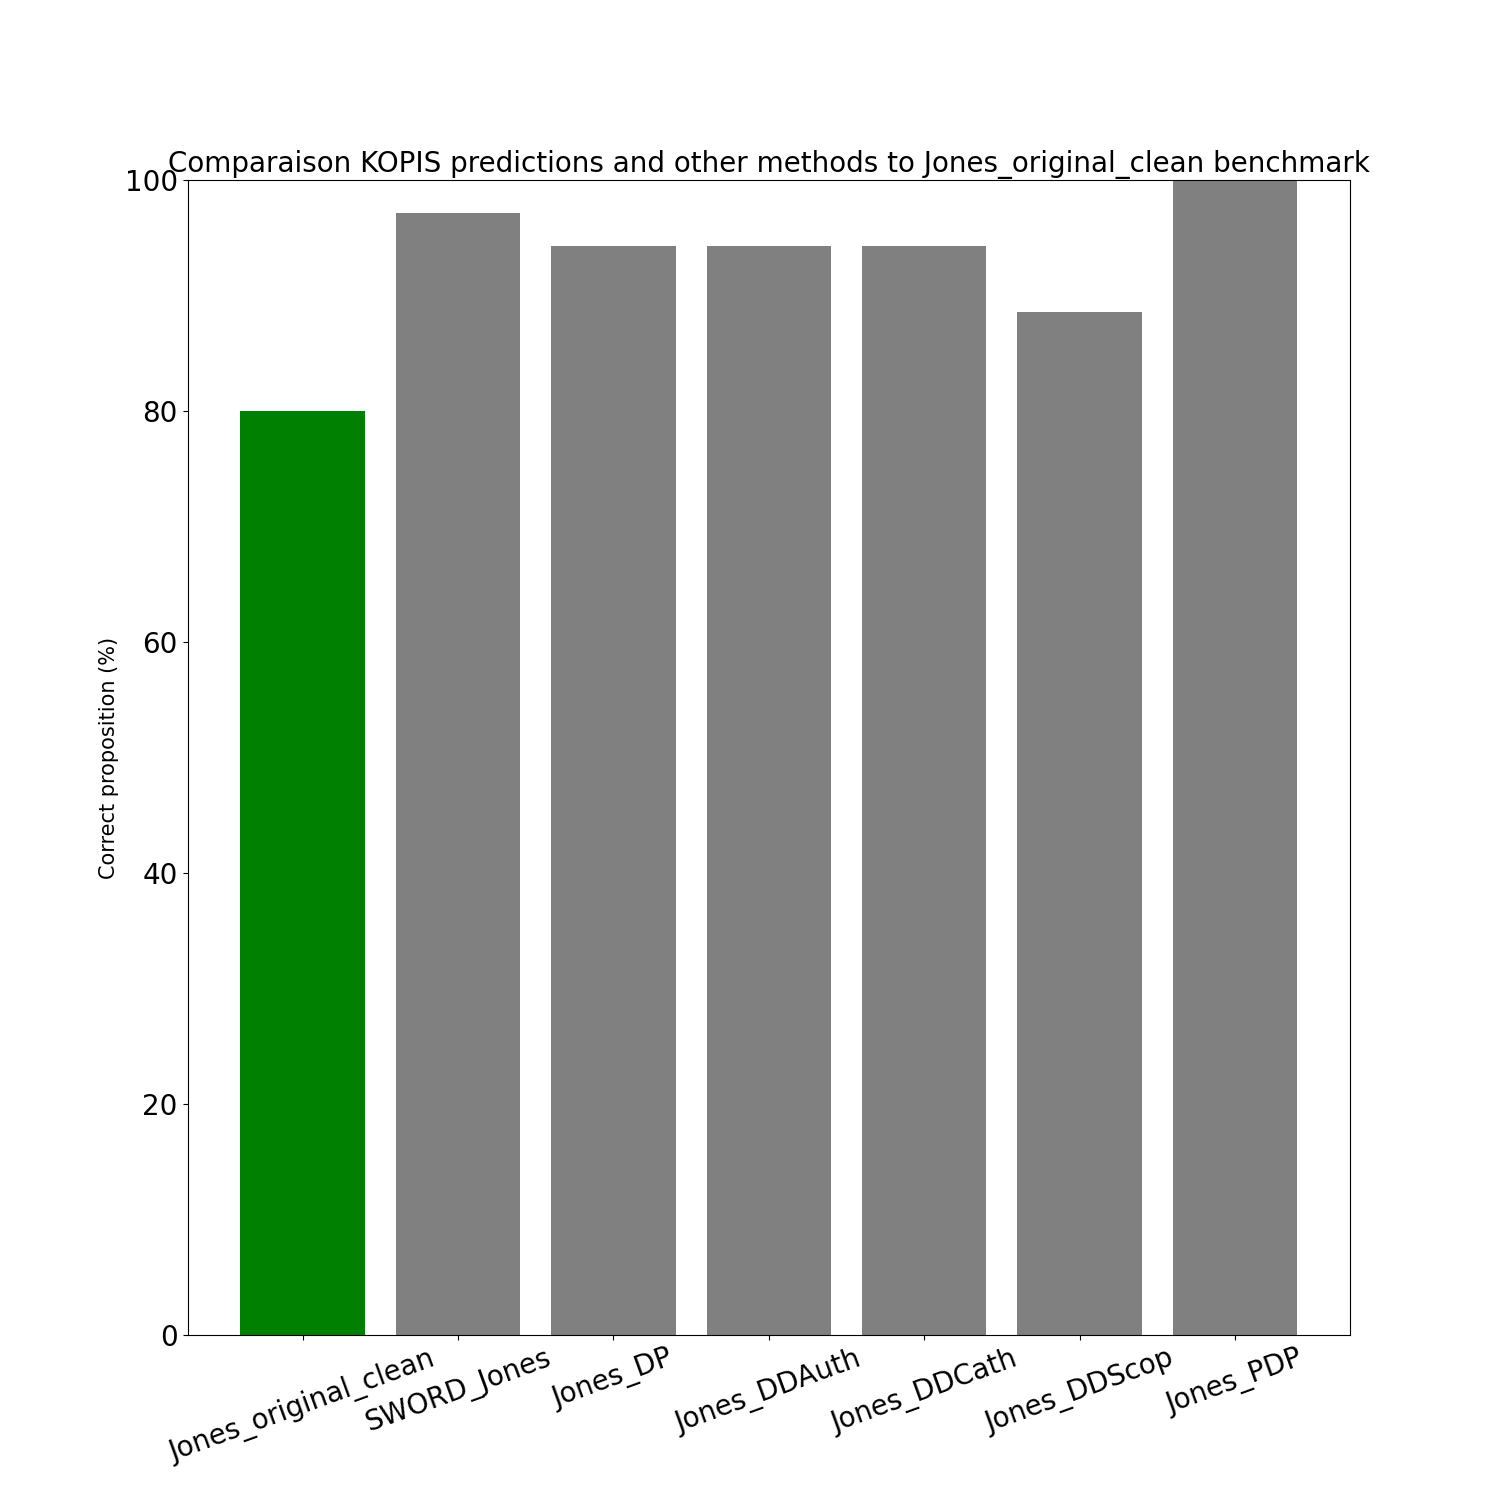 Comparaison KOPIS predictions and other methods to Jones_original_clean benchmark
100
80
60
40
20
0
Correct proposition (%)
Jones_original_clean
SWORD_Jones
Jones_DP
Jones_DDAuth
Jones_DDCath
Jones_DDScop
Jones_PDP